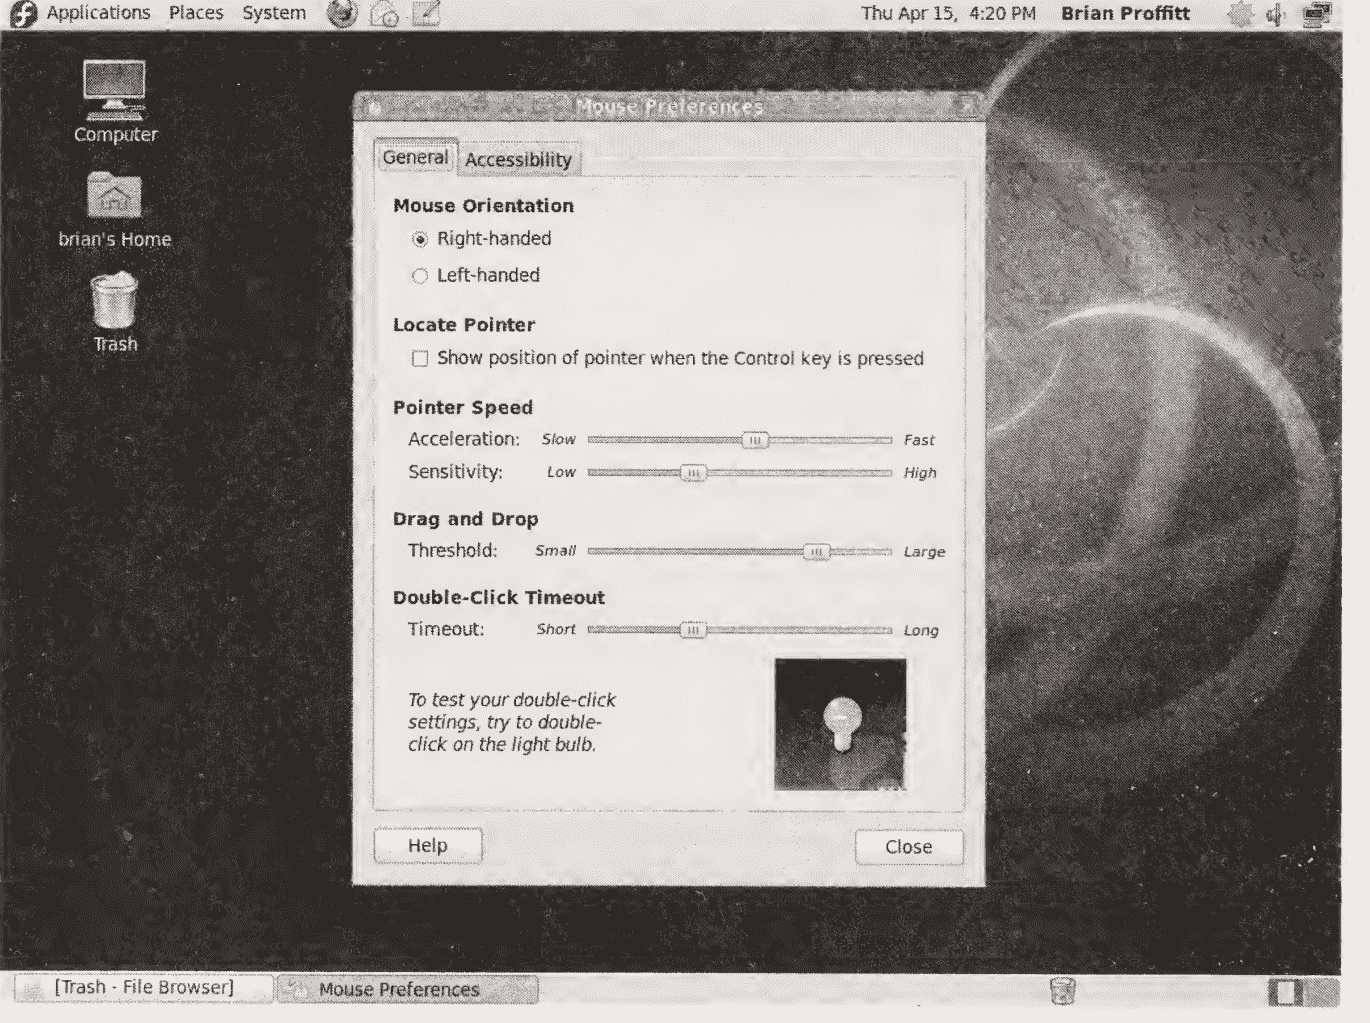 Applications Places System Thu Apr 15, 4:20 PM Brian Proffitt
Computer
brian's Home
Trash
Mouse Preferences
General Accessibility
Mouse Orientation
Right-handed
Left-handed
Locate Pointer
Show position of pointer when the Control key is pressed
Pointer Speed
Acceleration: Slow Fast
Sensitivity: Low High
Drag and Drop
Threshold: Small Large
Double-Click Timeout
Timeout: Short Long
To test your double-click
settings, try to double-
click on the light bulb.
Help Close
[Trash - File Browser] Mouse Preferences